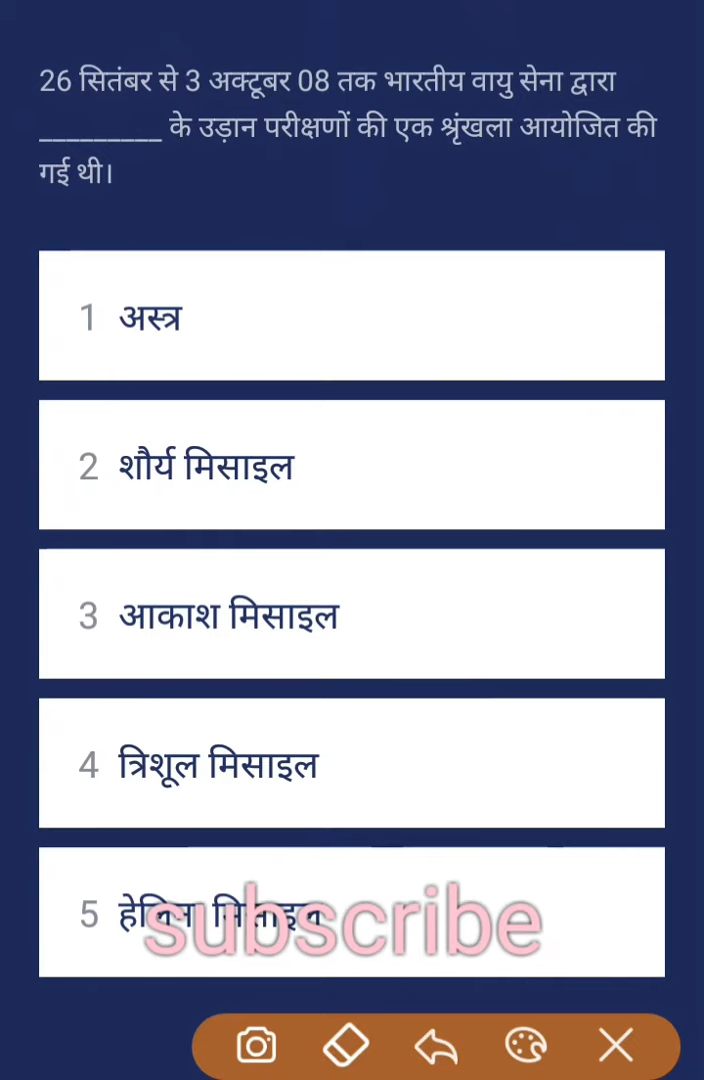 26 सितंबर से 3 अक्टूबर 08 तक भारतीय वायु सेना द्वारा
_________ के उड़ान परीक्षणों की एक श्रृंखला आयोजित की
गई थी।
1 अस्त्र
2 शौर्य मिसाइल
3 आकाश मिसाइल
4 त्रिशूल मिसाइल
5 हेलिना मिसाइल
subscribe